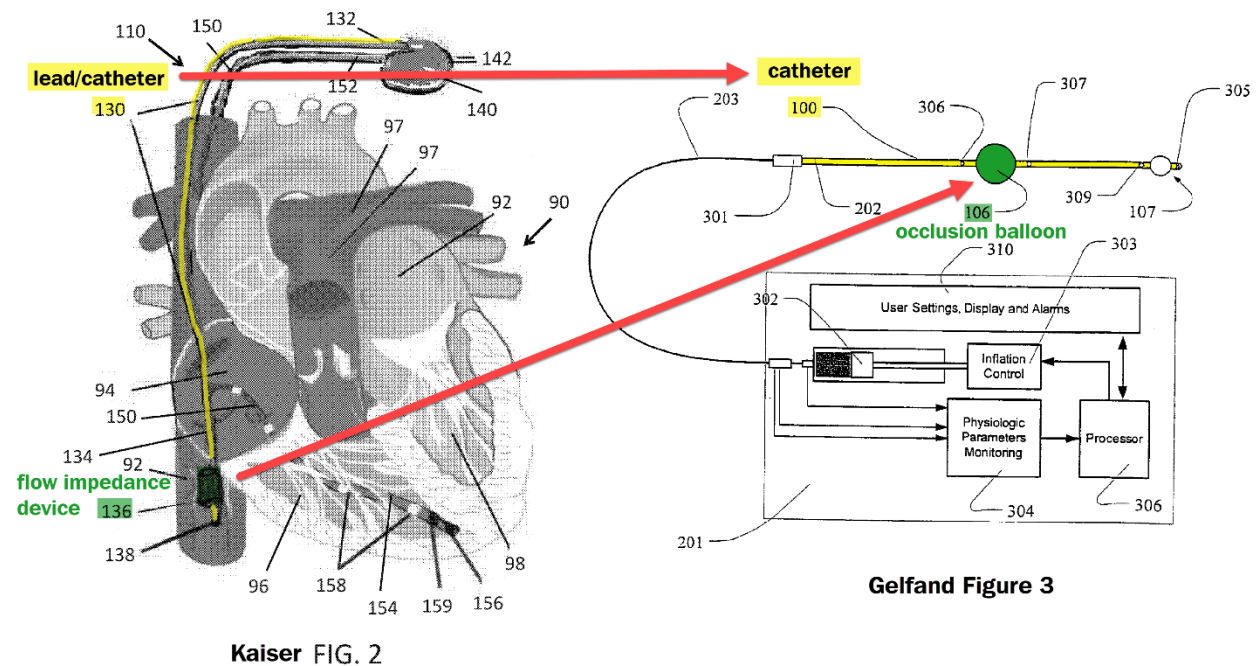 110
150
132
142
lead/catheter
152
130
140
97
97
92
90
94
150
134
92
flow impedance
device 136
138
96
158
154
159
156
98
Kaiser FIG. 2
catheter
100
203
306
307
305
301
202
106
309
107
occlusion balloon
310
303
302
User Settings, Display and Alarms
Inflation
Control
Physiologic
Parameters
Monitoring
Processor
304
306
201
Gelfand Figure 3